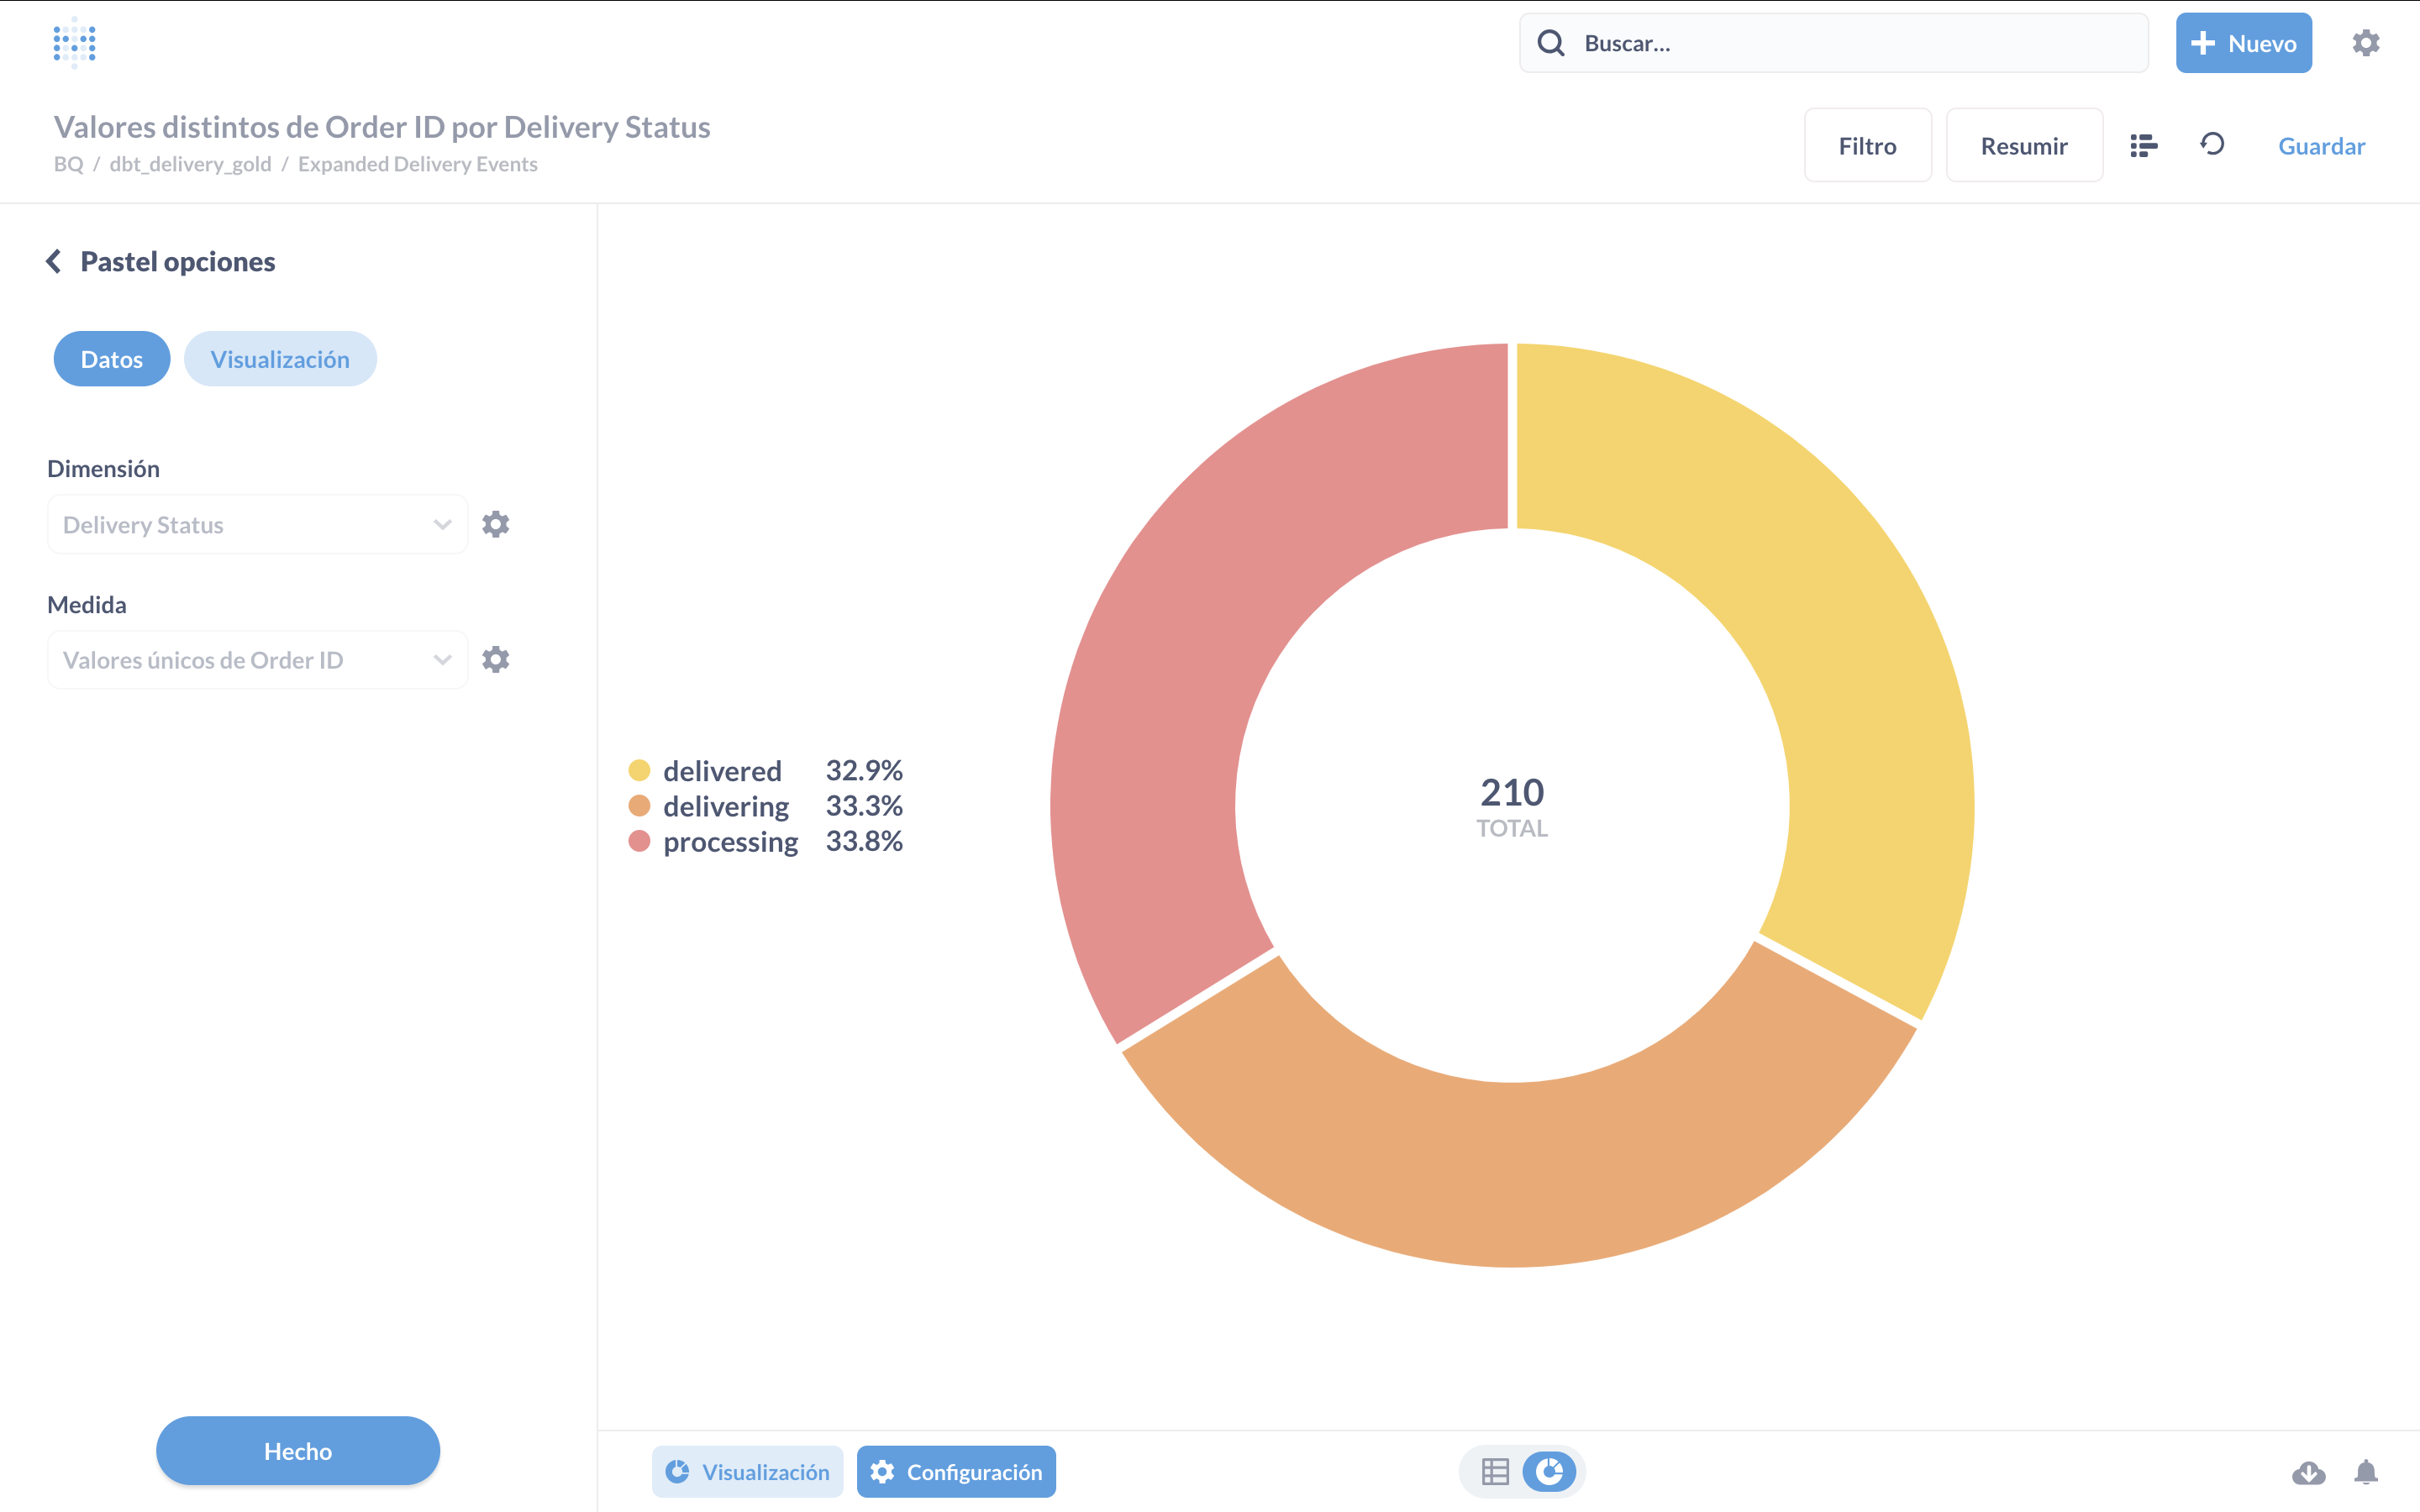 Buscar...
Nuevo
Valores distintos de Order ID por Delivery Status
BQ / dbt_delivery_gold / Expanded Delivery Events
Filtro
Resumir
Guardar
Pastel opciones
Datos
Visualización
Dimensión
Delivery Status
Medida
Valores únicos de Order ID
delivered 32.9%
delivering 33.3%
processing 33.8%
210
TOTAL
Hecho
Visualización
Configuración